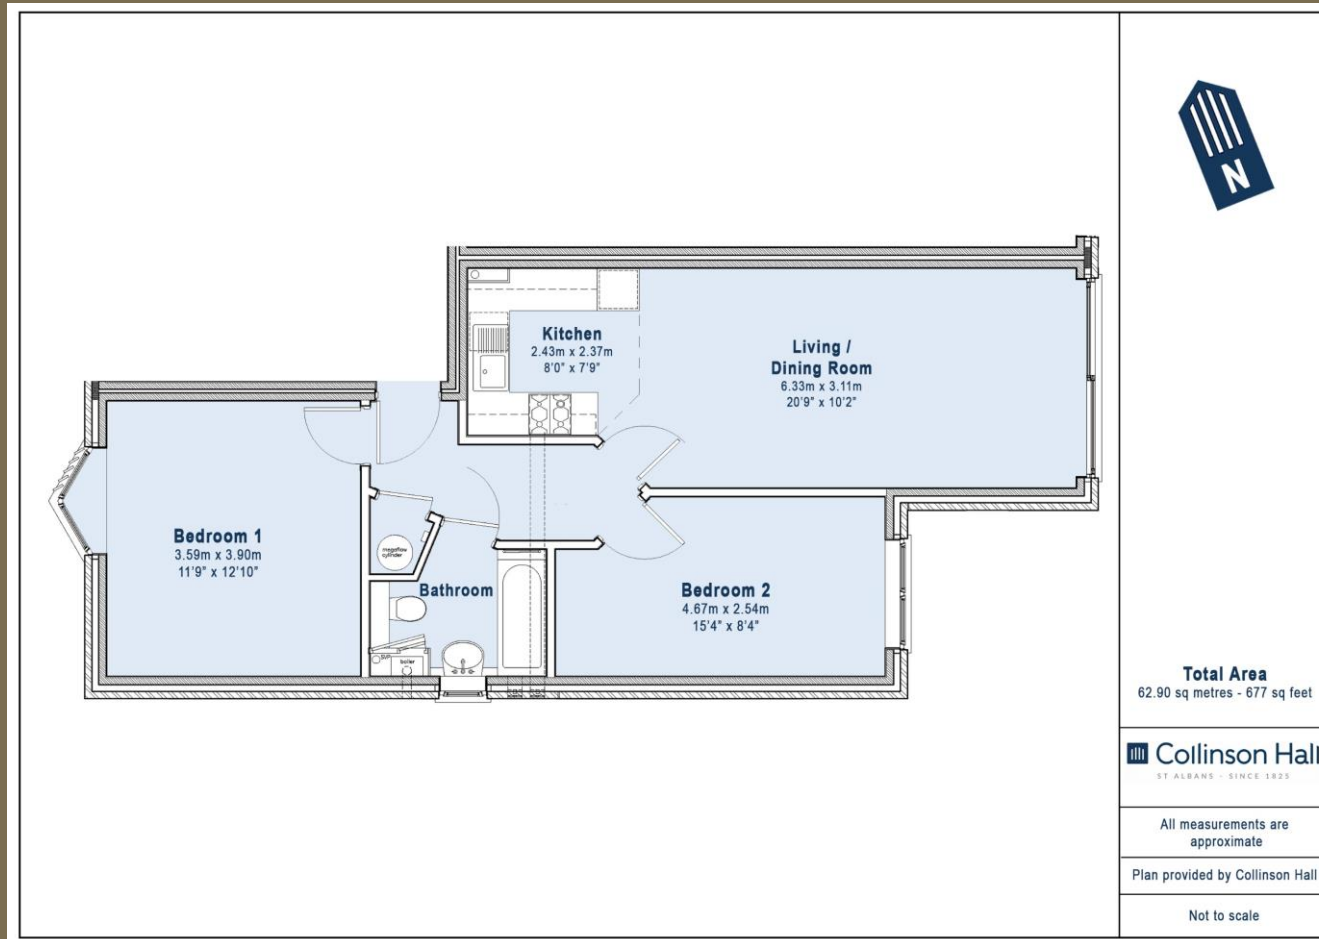 N
Kitchen
2.43m x 2.37m
8'0" x 7'9"
Living /
Dining Room
6.33m x 3.11m
20'9" x 10'2"
Bedroom 1
3.59m x 3.90m
11'9" x 12'10"
megaflow
cylinder
Bathroom
SVP
boiler
Bedroom 2
4.67m x 2.54m
15'4" x 8'4"
Total Area
62.90 sq metres - 677 sq feet
Collinson Hall
ST ALBANS - SINCE 1825
All measurements are
approximate
Plan provided by Collinson Hall
Not to scale